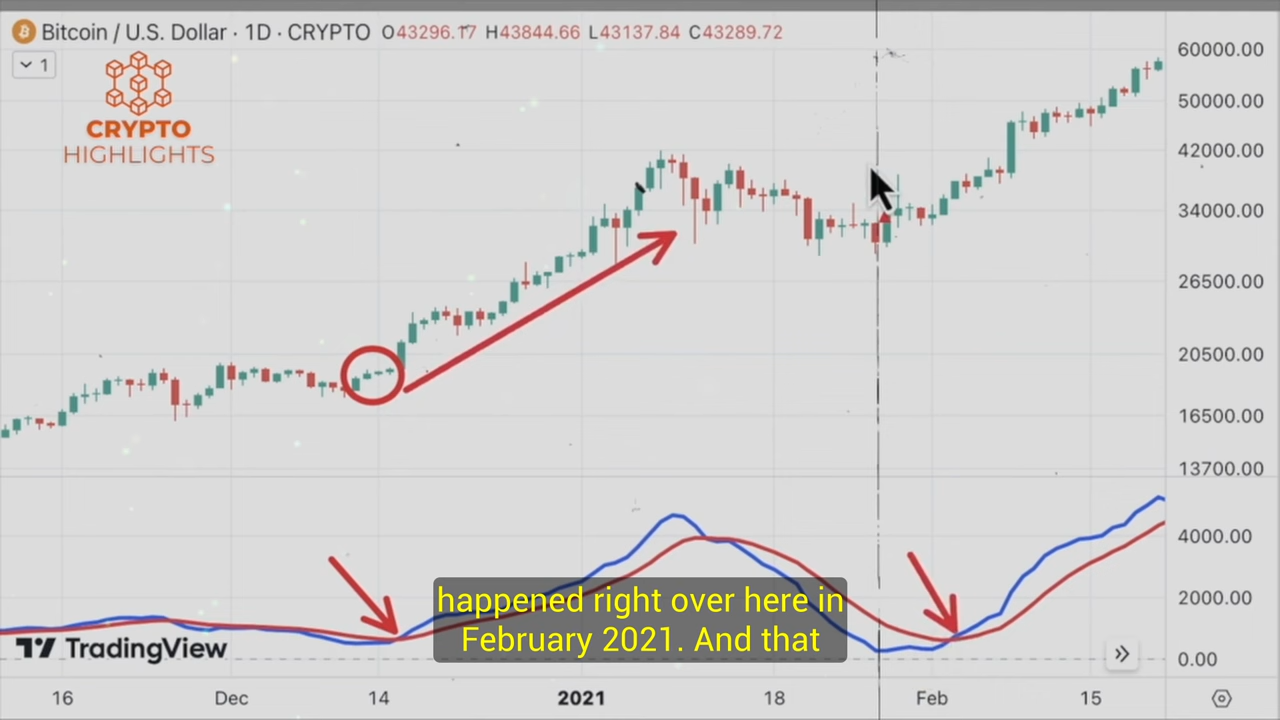 Bitcoin / U.S. Dollar · 1D · CRYPTO O43296.17 H43844.66 L43137.84 C43289.72
1
CRYPTO
HIGHLIGHTS
60000.00
50000.00
42000.00
34000.00
26500.00
20500.00
16500.00
13700.00
4000.00
2000.00
0.00
happened right over here in
February 2021. And that
TradingView
16 Dec 14 2021 18 Feb 15